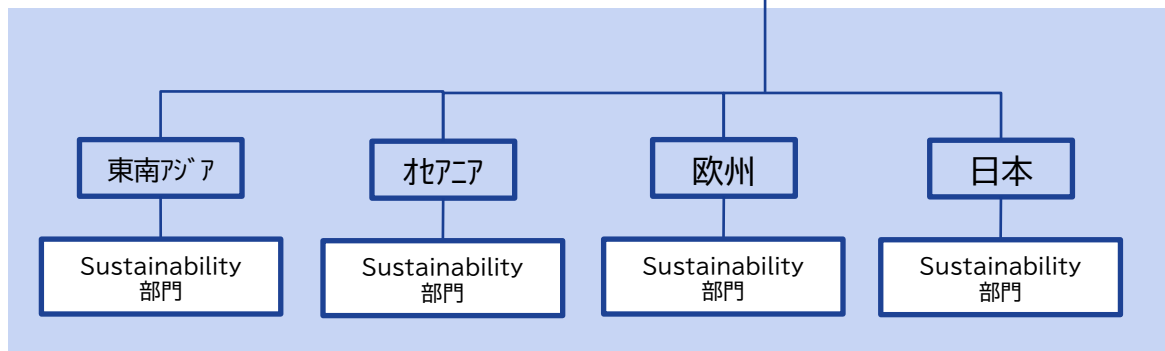 東南ｱｼﾞｱ
ｵｾｱﾆｱ
欧州
日本
Sustainability
部門
Sustainability
部門
Sustainability
部門
Sustainability
部門